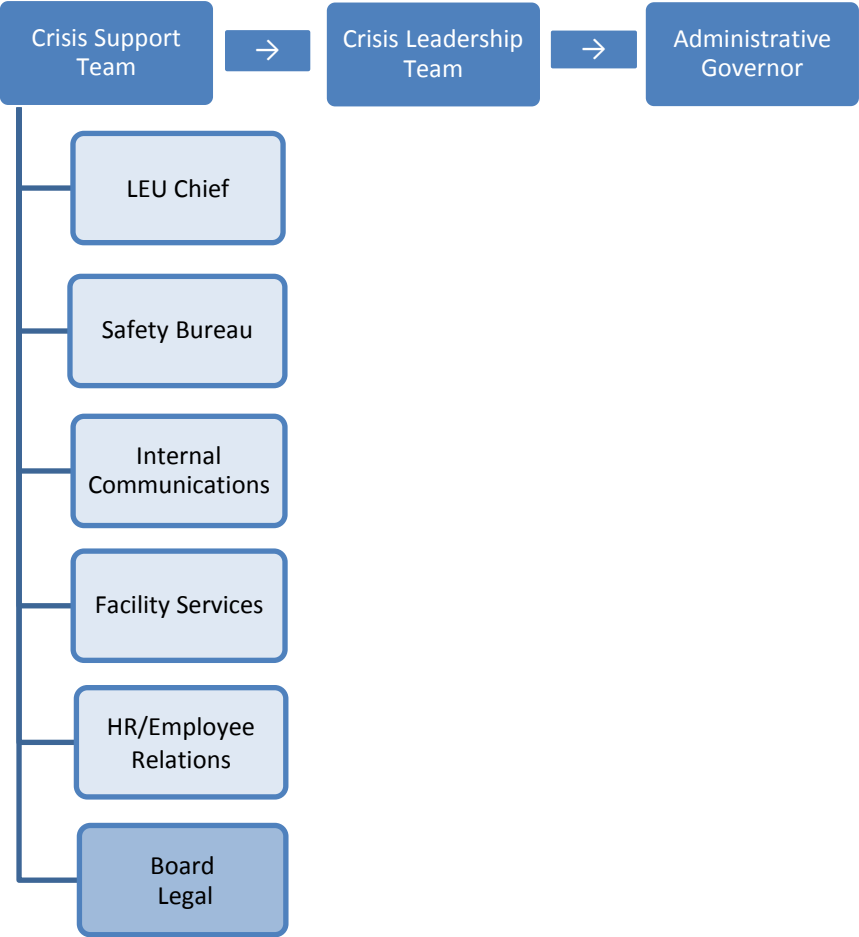 Crisis Support
Team
→
Crisis Leadership
Team
→
Administrative
Governor
LEU Chief
Safety Bureau
Internal
Communications
Facility Services
HR/Employee
Relations
Board
Legal